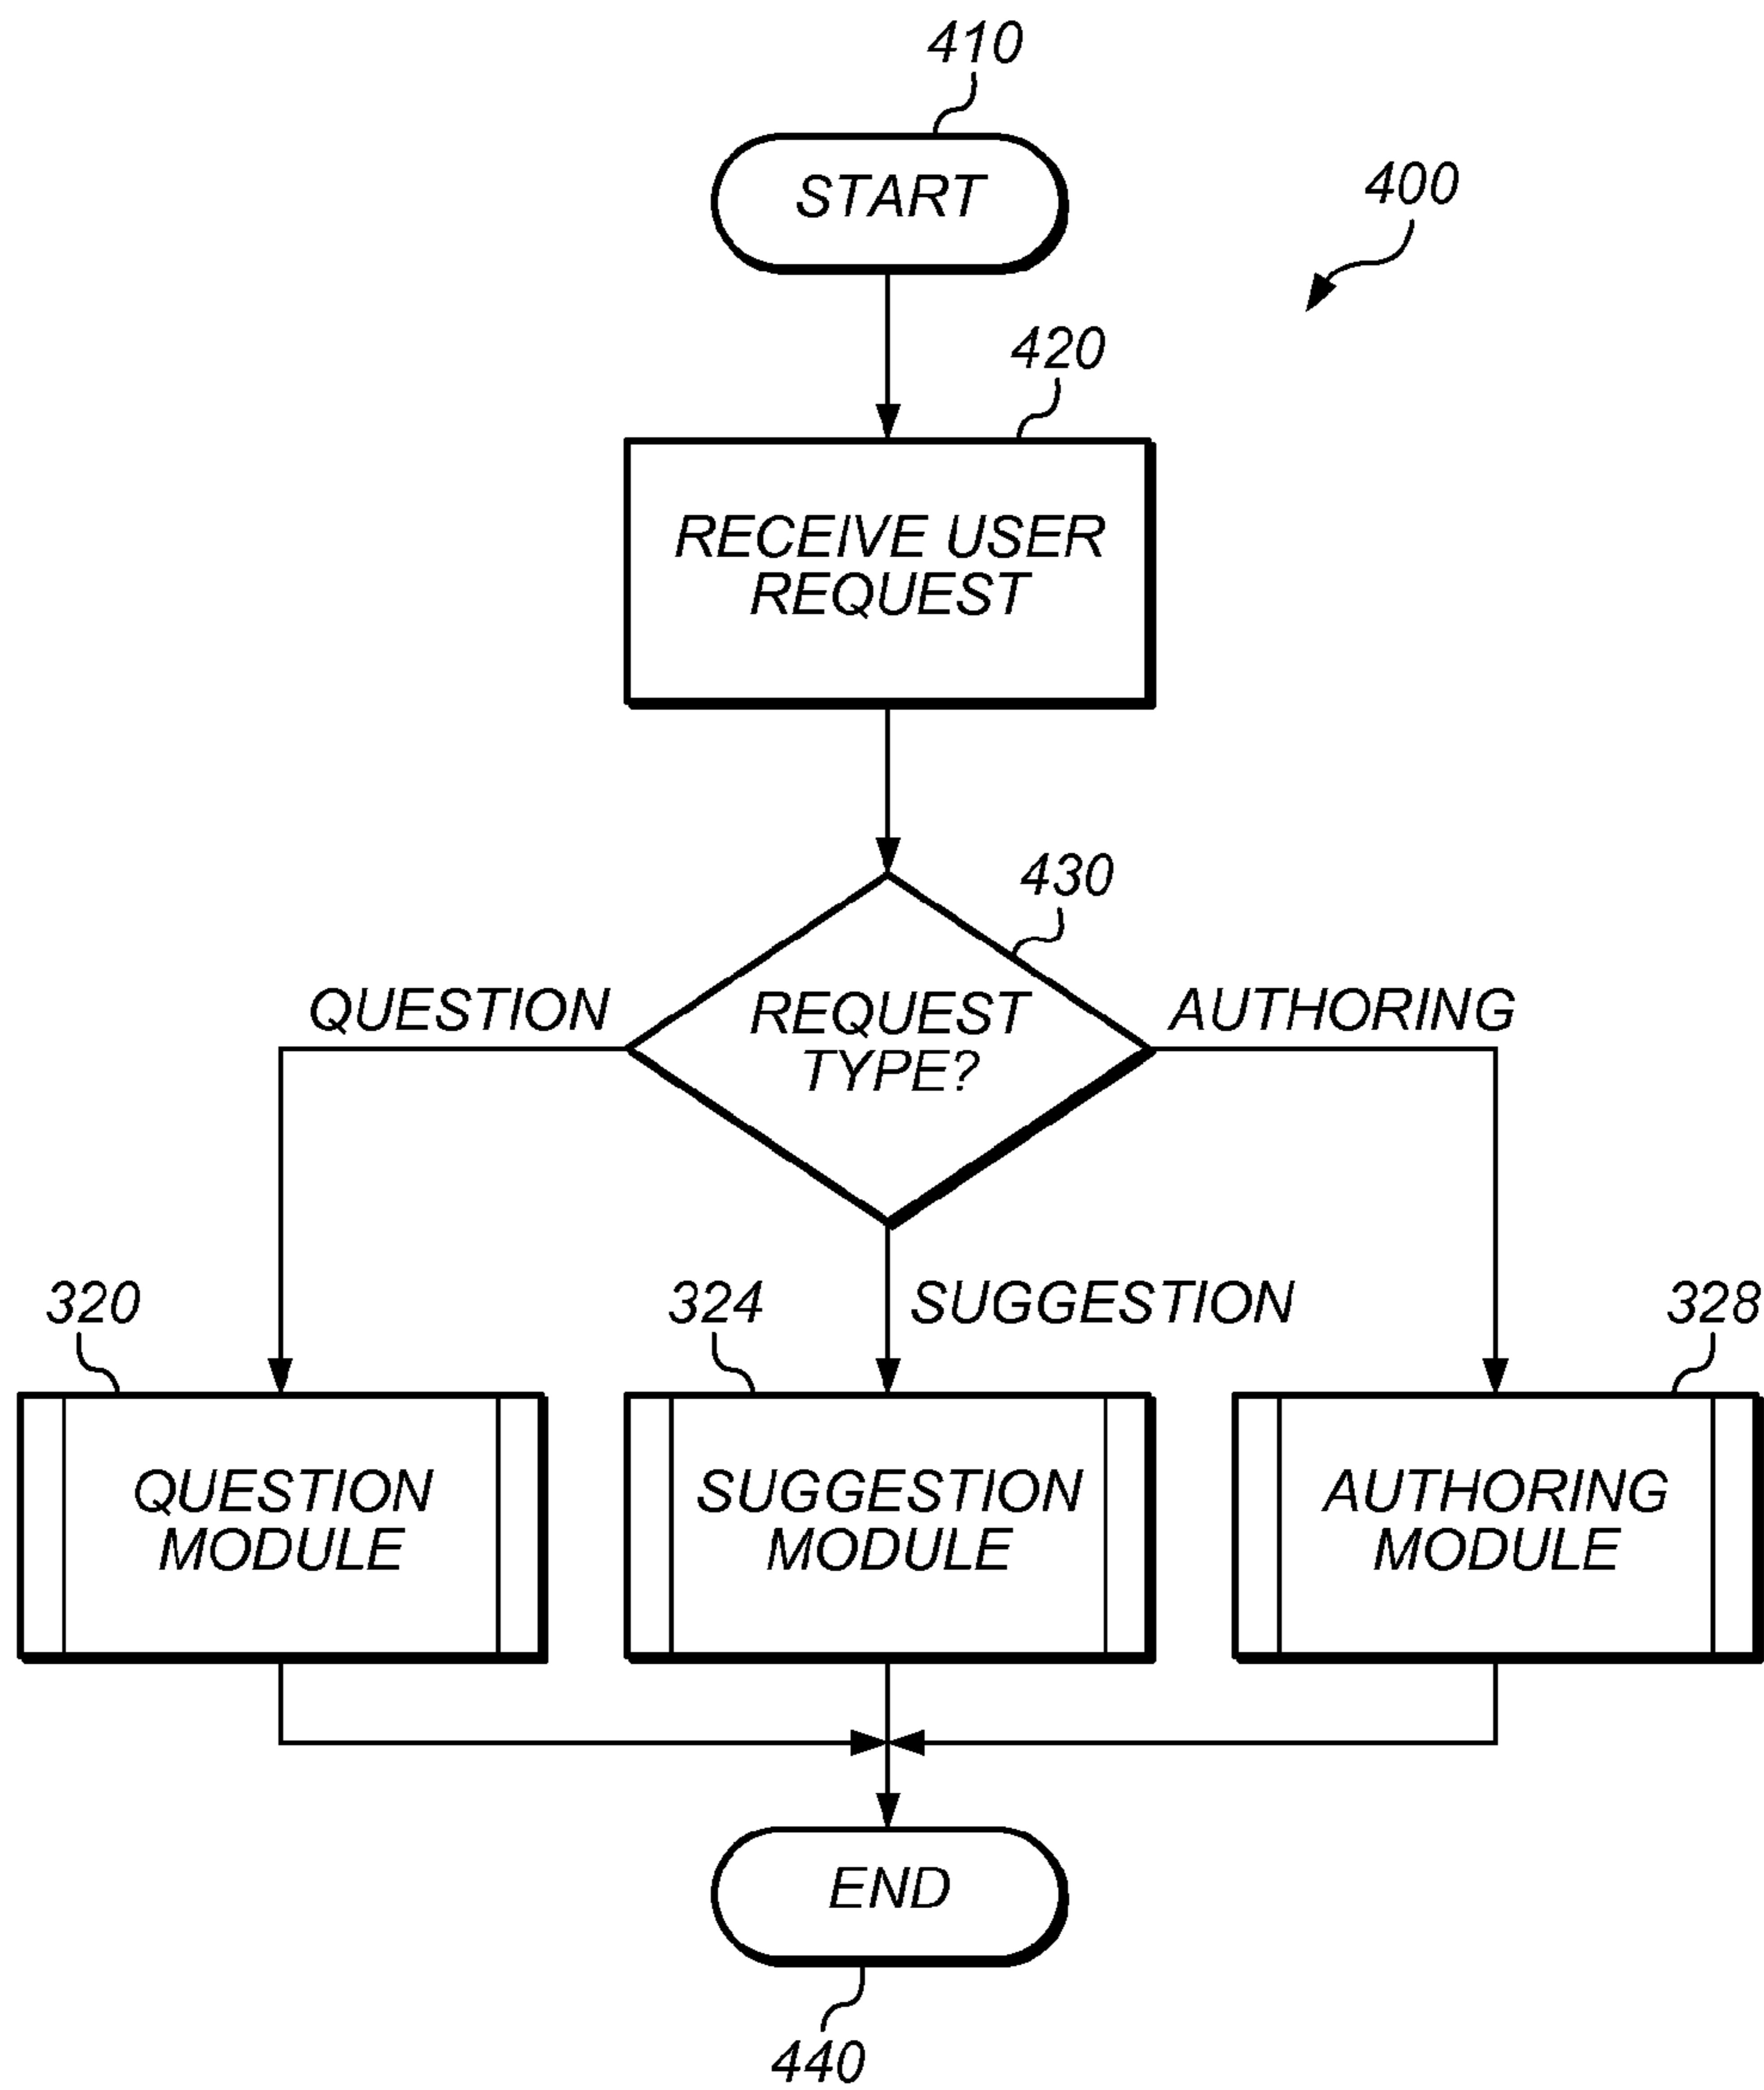 410
START
400
420
RECEIVE USER
REQUEST
430
QUESTION
REQUEST
TYPE?
AUTHORING
320
324
SUGGESTION
328
QUESTION
MODULE
SUGGESTION
MODULE
AUTHORING
MODULE
END
440